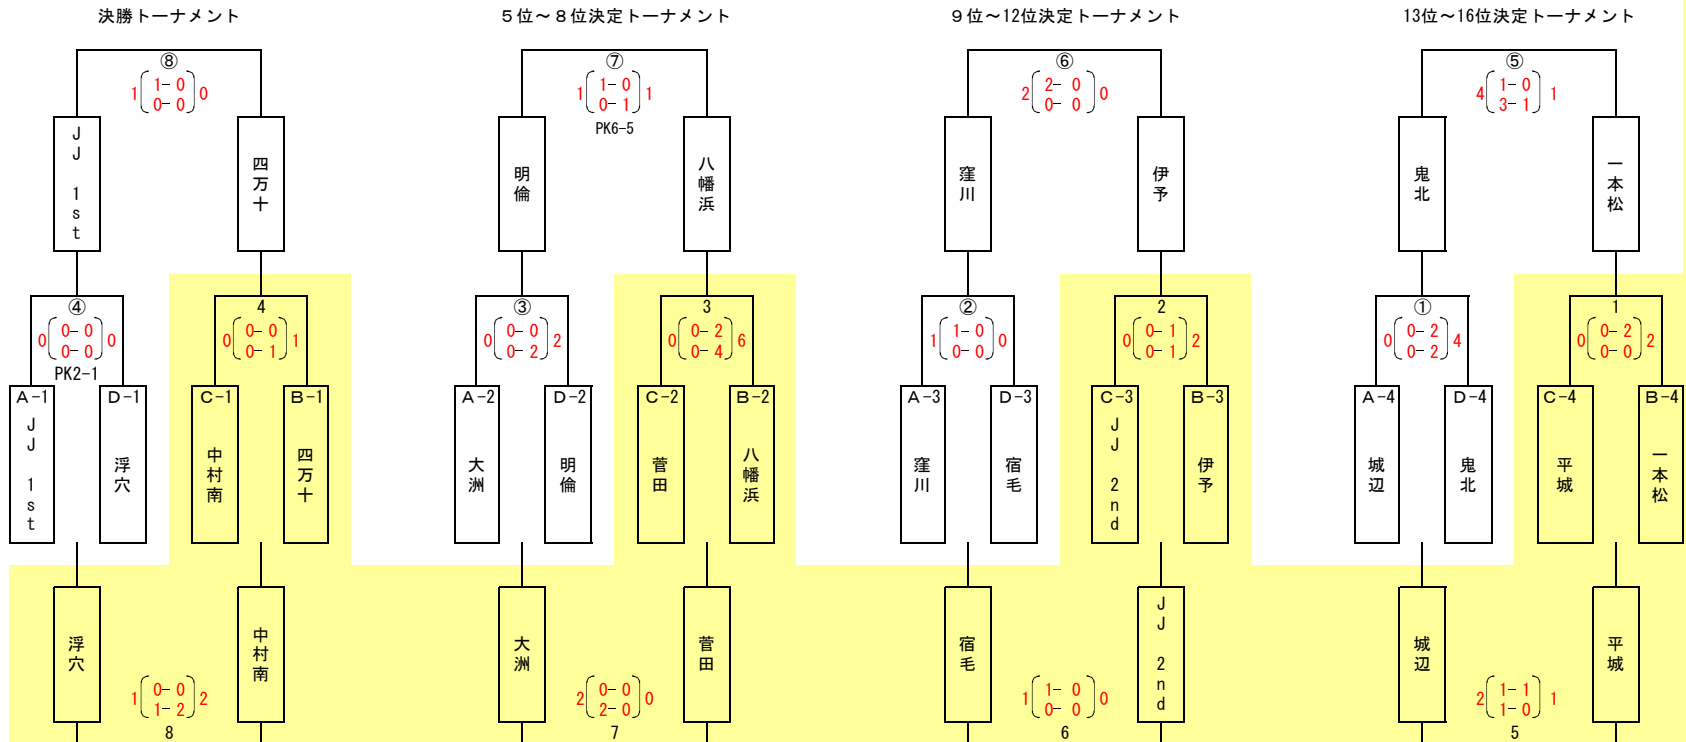 決勝トーナメント
５位～８位決定トーナメント
９位～12位決定トーナメント
13位～16位決定トーナメント
⑧
1 1- 0 0
0- 0
⑦
1 1- 0 1
0- 1
PK6-5
⑥
2 2- 0 0
0- 0
⑤
4 1- 0 1
3- 1
JJ 1st
四万十
明倫
八幡浜
窪川
伊予
鬼北
一本松
④
0 0- 0 0
0- 0
PK2-1
4
0 0- 0 1
0- 1
③
0 0- 0 2
0- 2
3
0 0- 2 6
0- 4
②
1 1- 0 0
0- 0
2
0 0- 1 2
0- 1
①
0 0- 2 4
0- 2
1
0 0- 2 2
0- 0
A-1
JJ 1st
D-1
浮穴
C-1
中村南
B-1
四万十
A-2
大洲
D-2
明倫
C-2
菅田
B-2
八幡浜
A-3
窪川
D-3
宿毛
C-3
JJ 2nd
B-3
伊予
A-4
城辺
D-4
鬼北
C-4
平城
B-4
一本松
浮穴
中村南
大洲
菅田
宿毛
JJ 2nd
城辺
平城
1 0- 0 2
1- 2
8
2 0- 0 0
2- 0
7
1 1- 0 0
0- 0
6
2 1- 1 1
1- 0
5